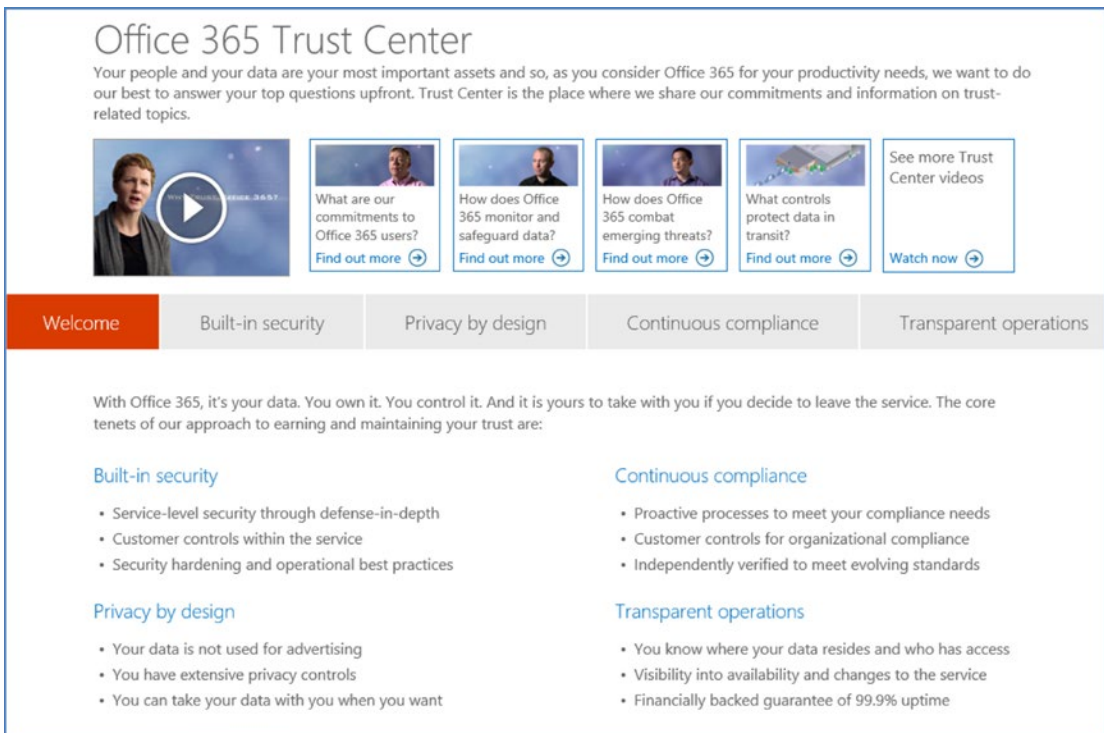 Office 365 Trust Center
Your people and your data are your most important assets and so, as you consider Office 365 for your productivity needs, we want to do
our best to answer your top questions upfront. Trust Center is the place where we share our commitments and information on trust-
related topics.
WHY TRUST OFFICE 365?
What are our
commitments to
Office 365 users?
Find out more
How does Office
365 monitor and
safeguard data?
Find out more
How does Office
365 combat
emerging threats?
Find out more
What controls
protect data in
transit?
Find out more
See more Trust
Center videos
Watch now
Welcome
Built-in security
Privacy by design
Continuous compliance
Transparent operations
With Office 365, it's your data. You own it. You control it. And it is yours to take with you if you decide to leave the service. The core
tenets of our approach to earning and maintaining your trust are:
Built-in security
• Service-level security through defense-in-depth
• Customer controls within the service
• Security hardening and operational best practices
Continuous compliance
• Proactive processes to meet your compliance needs
• Customer controls for organizational compliance
• Independently verified to meet evolving standards
Privacy by design
• Your data is not used for advertising
• You have extensive privacy controls
• You can take your data with you when you want
Transparent operations
• You know where your data resides and who has access
• Visibility into availability and changes to the service
• Financially backed guarantee of 99.9% uptime